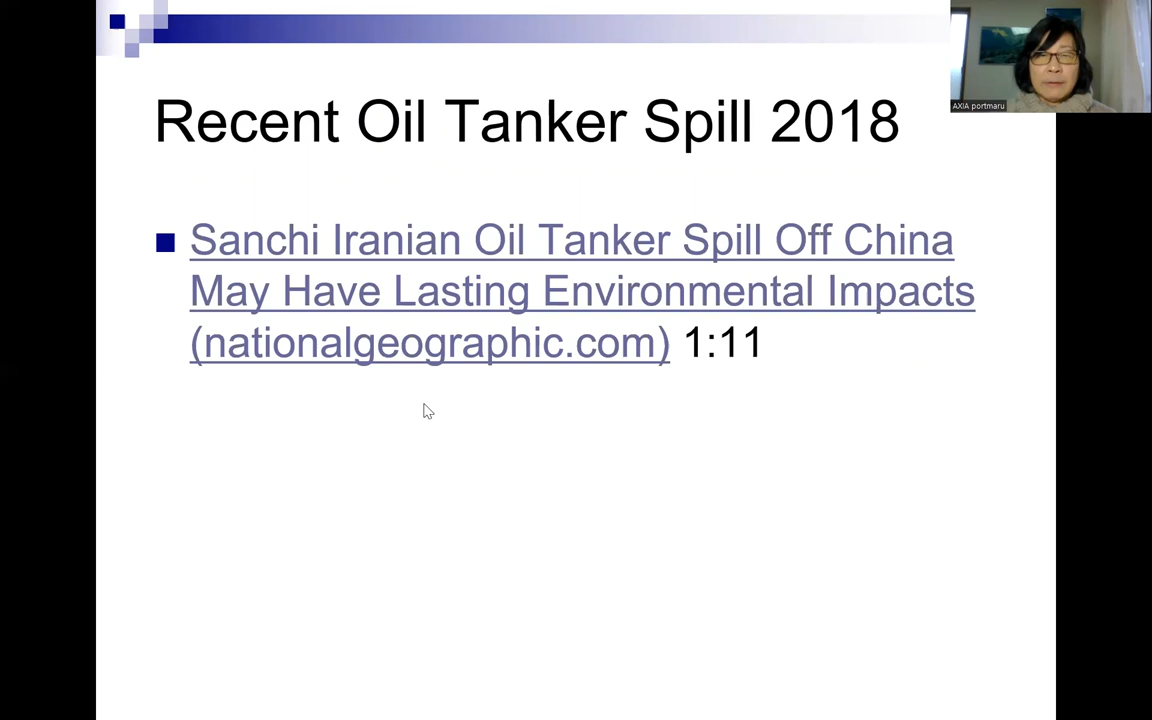 Recent Oil Tanker Spill 2018
Sanchi Iranian Oil Tanker Spill Off China
May Have Lasting Environmental Impacts
(nationalgeographic.com) 1:11
AXIA portmaru